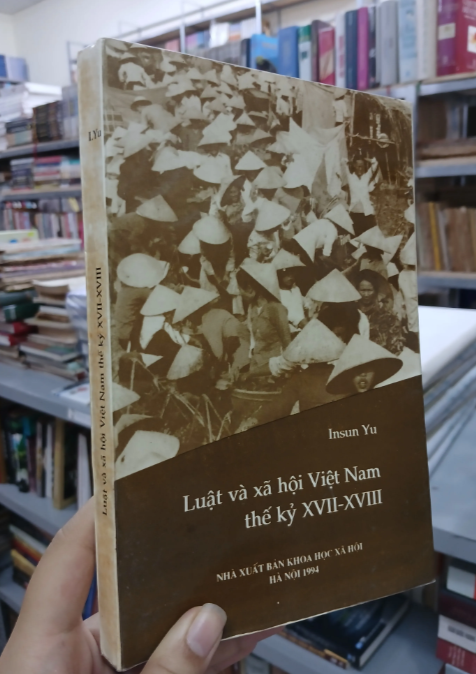 I.Yu
Luật và xã hội Việt Nam thế kỷ XVII-XVIII
Insun Yu
Luật và xã hội Việt Nam
thế kỷ XVII-XVIII
NHÀ XUẤT BẢN KHOA HỌC XÃ HỘI
HÀ NỘI 1994